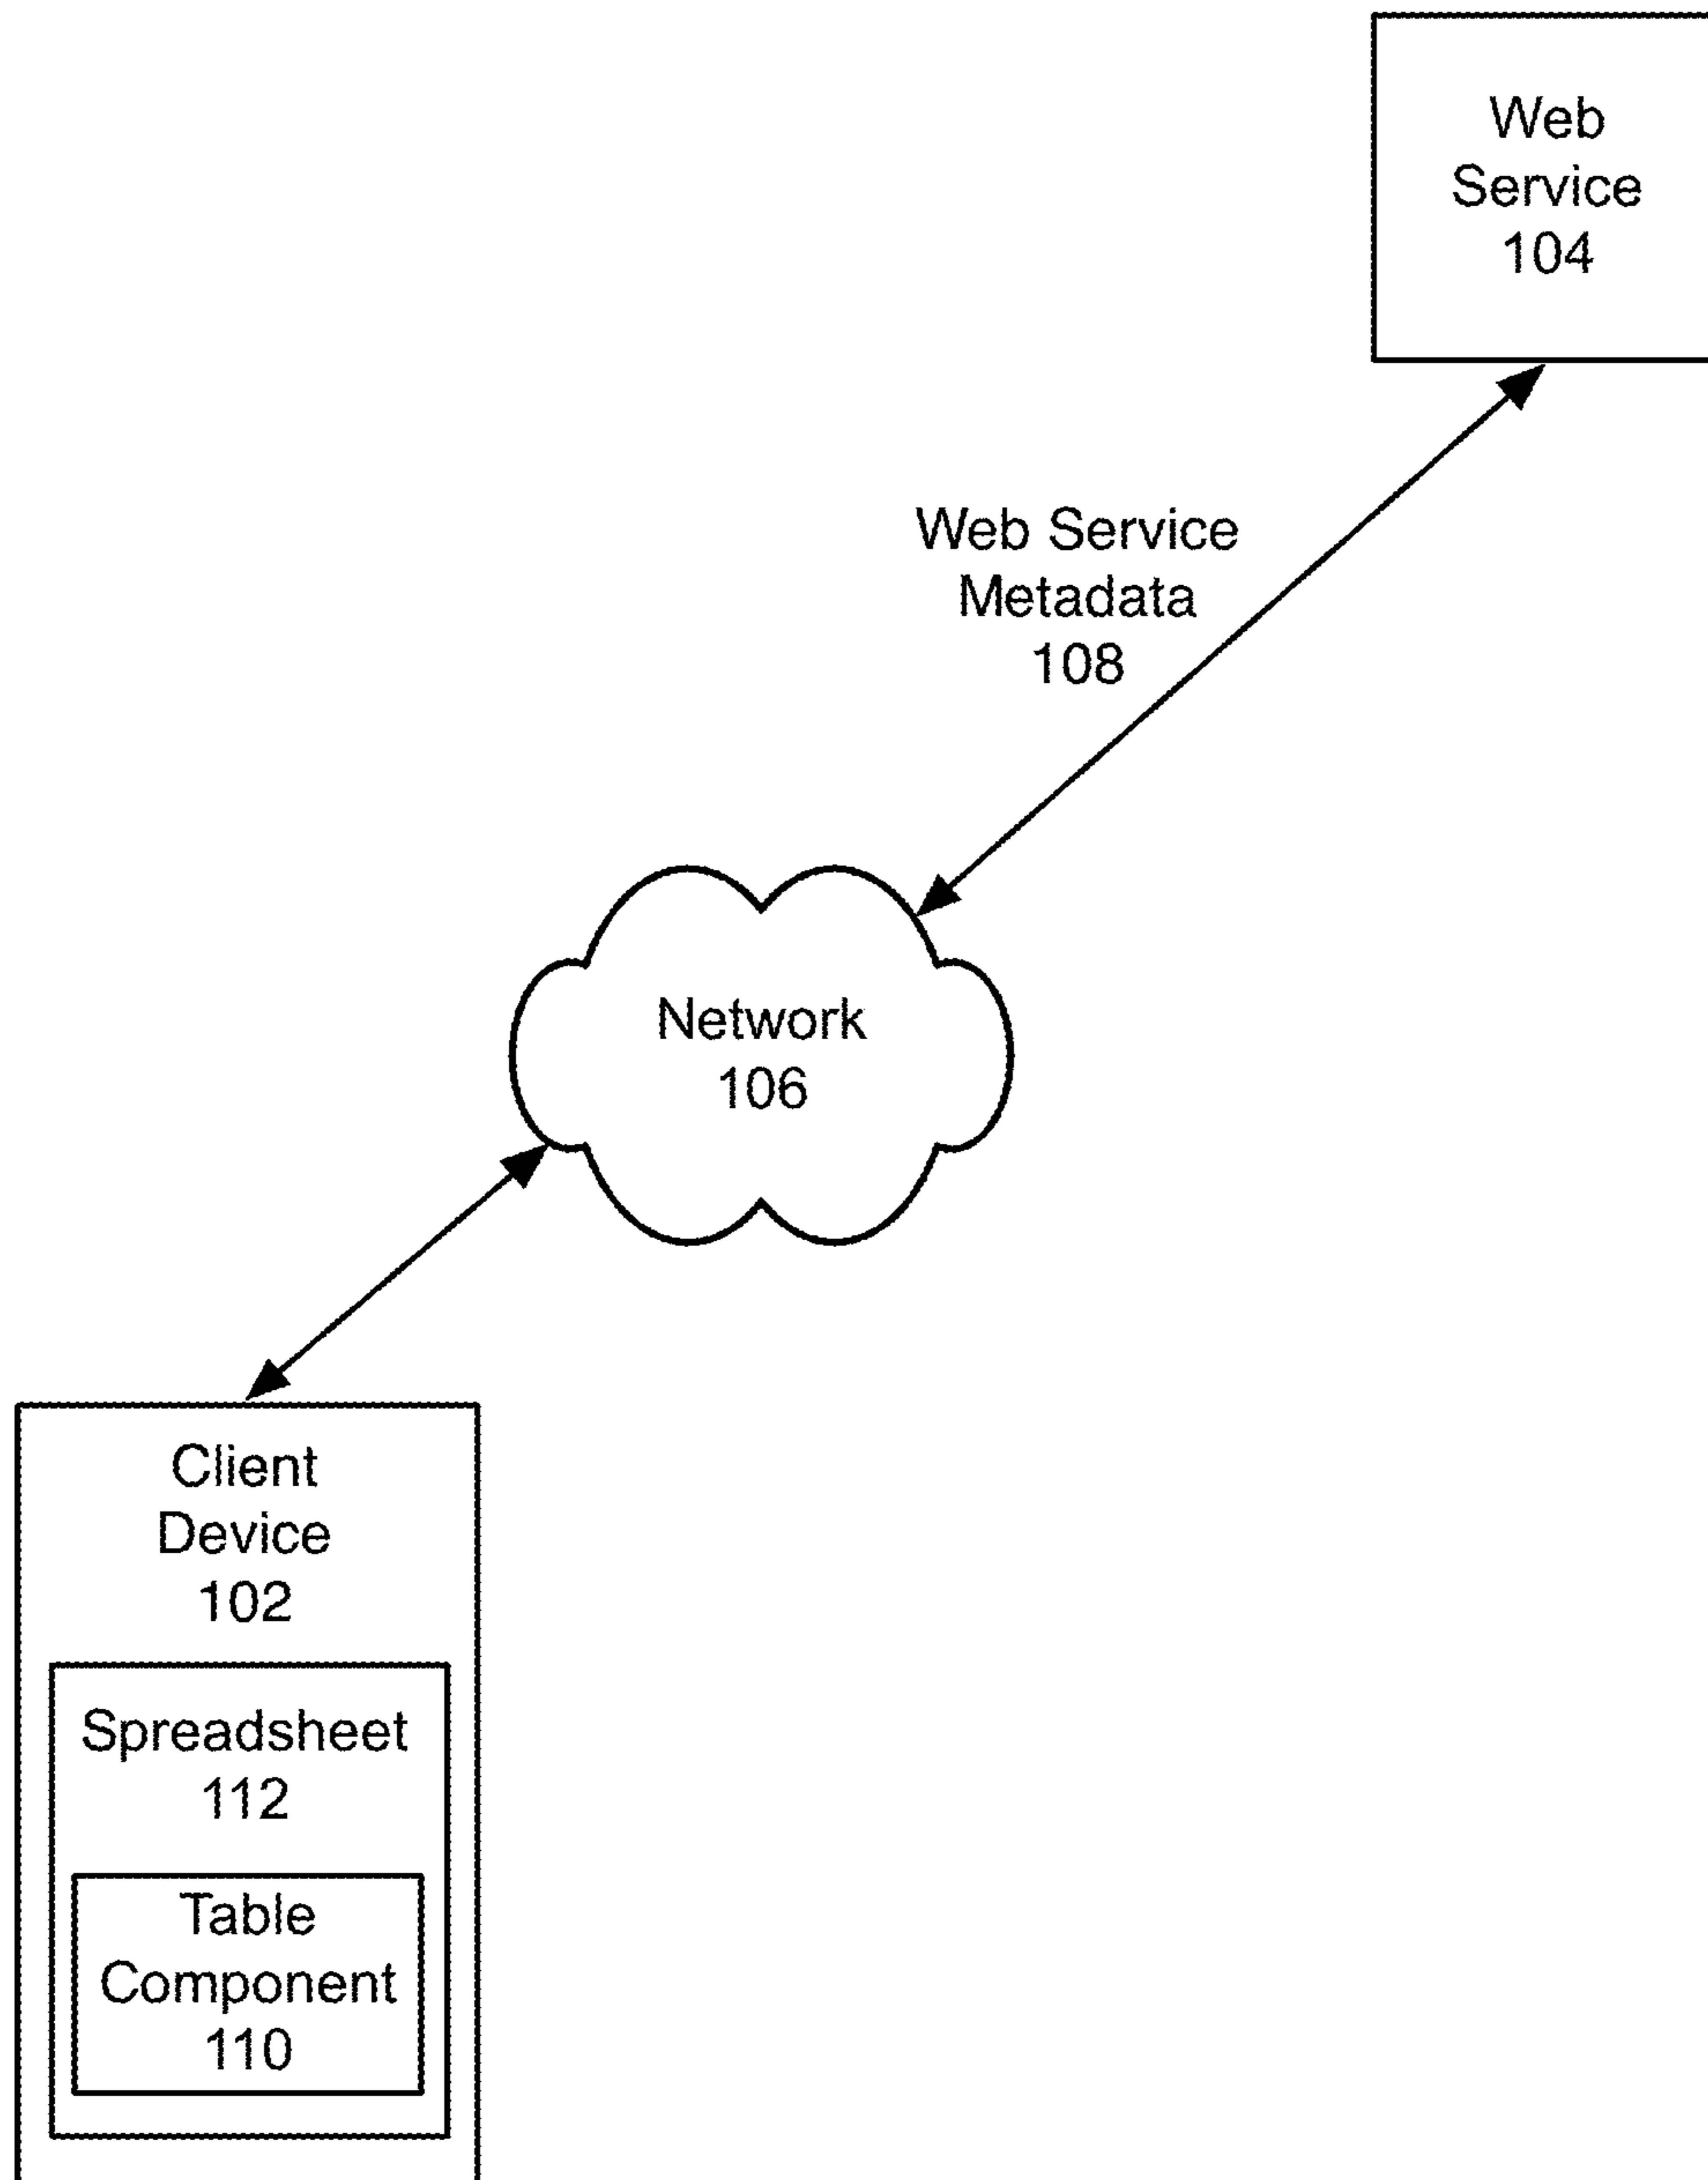 Web
Service
104
Web Service
Metadata
108
Network
106
Client
Device
102
Spreadsheet
112
Table
Component
110